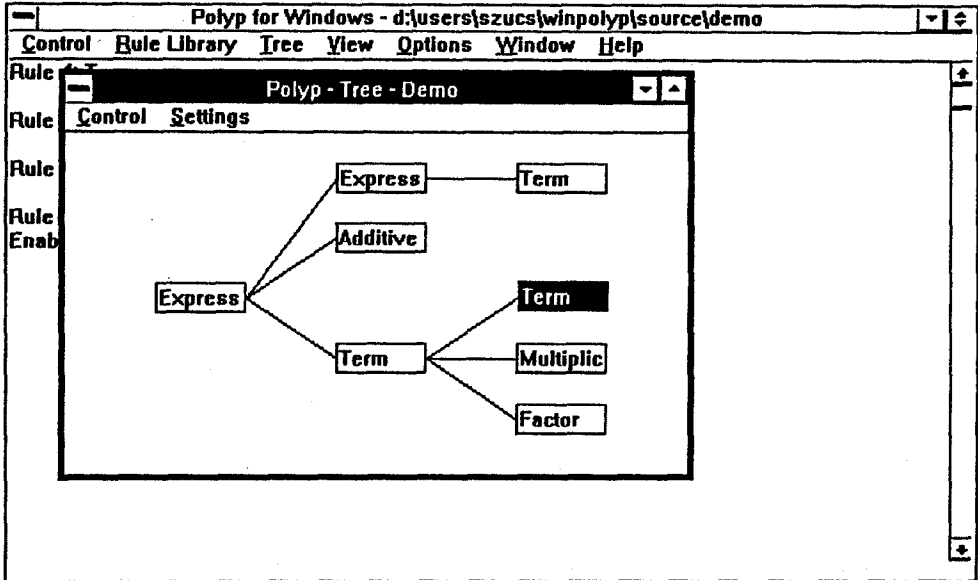 Polyp for Windows - d:\users\szucs\winpolyp\source\demo
Control Rule Library Tree View Options Window Help
Rule
Polyp - Tree - Demo
Rule
Control Settings
Express Term
Rule
Rule
Additive
Enab
Express
Term
Term
Multiplic
Factor